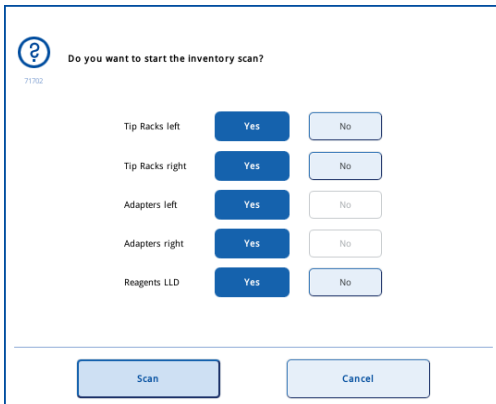 Do you want to start the inventory scan?
71702
Tip Racks left Yes No
Tip Racks right Yes No
Adapters left Yes No
Adapters right Yes No
Reagents LLD Yes No
Scan Cancel